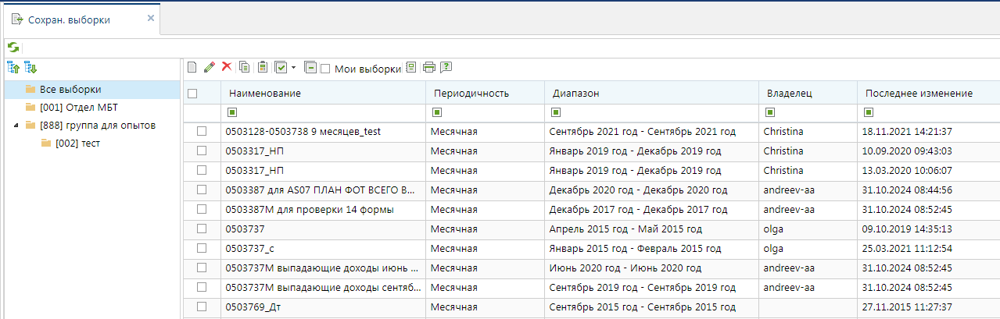 Сохран. выборки
Мои выборки
Все выборки
[001] Отдел МБТ
[888] группа для опытов
[002] тест
Наименование Периодичность Диапазон Владелец Последнее изменение
0503128-0503738 9 месяцев_test Месячная Сентябрь 2021 год - Сентябрь 2021 год Christina 18.11.2021 14:21:37
0503317_НП Месячная Январь 2019 год - Декабрь 2019 год Christina 10.09.2020 09:43:03
0503317_НП Месячная Январь 2019 год - Декабрь 2019 год Christina 13.03.2020 10:06:07
0503387 для AS07 ПЛАН ФОТ ВСЕГО В... Месячная Декабрь 2020 год - Декабрь 2020 год andreev-aa 31.10.2024 08:44:56
0503387М для проверки 14 формы Месячная Декабрь 2017 год - Декабрь 2017 год andreev-aa 31.10.2024 08:52:45
0503737 Месячная Апрель 2015 год - Май 2015 год olga 09.10.2019 14:35:13
0503737_с Месячная Январь 2015 год - Февраль 2015 год olga 25.03.2021 11:12:54
0503737М выпадающие доходы июнь ... Месячная Июнь 2020 год - Июнь 2020 год andreev-aa 31.10.2024 08:52:45
0503737М выпадающие доходы сентяб... Месячная Сентябрь 2019 год - Сентябрь 2019 год andreev-aa 31.10.2024 08:52:45
0503769_Дт Месячная Сентябрь 2015 год - Сентябрь 2015 год 27.11.2015 11:27:37